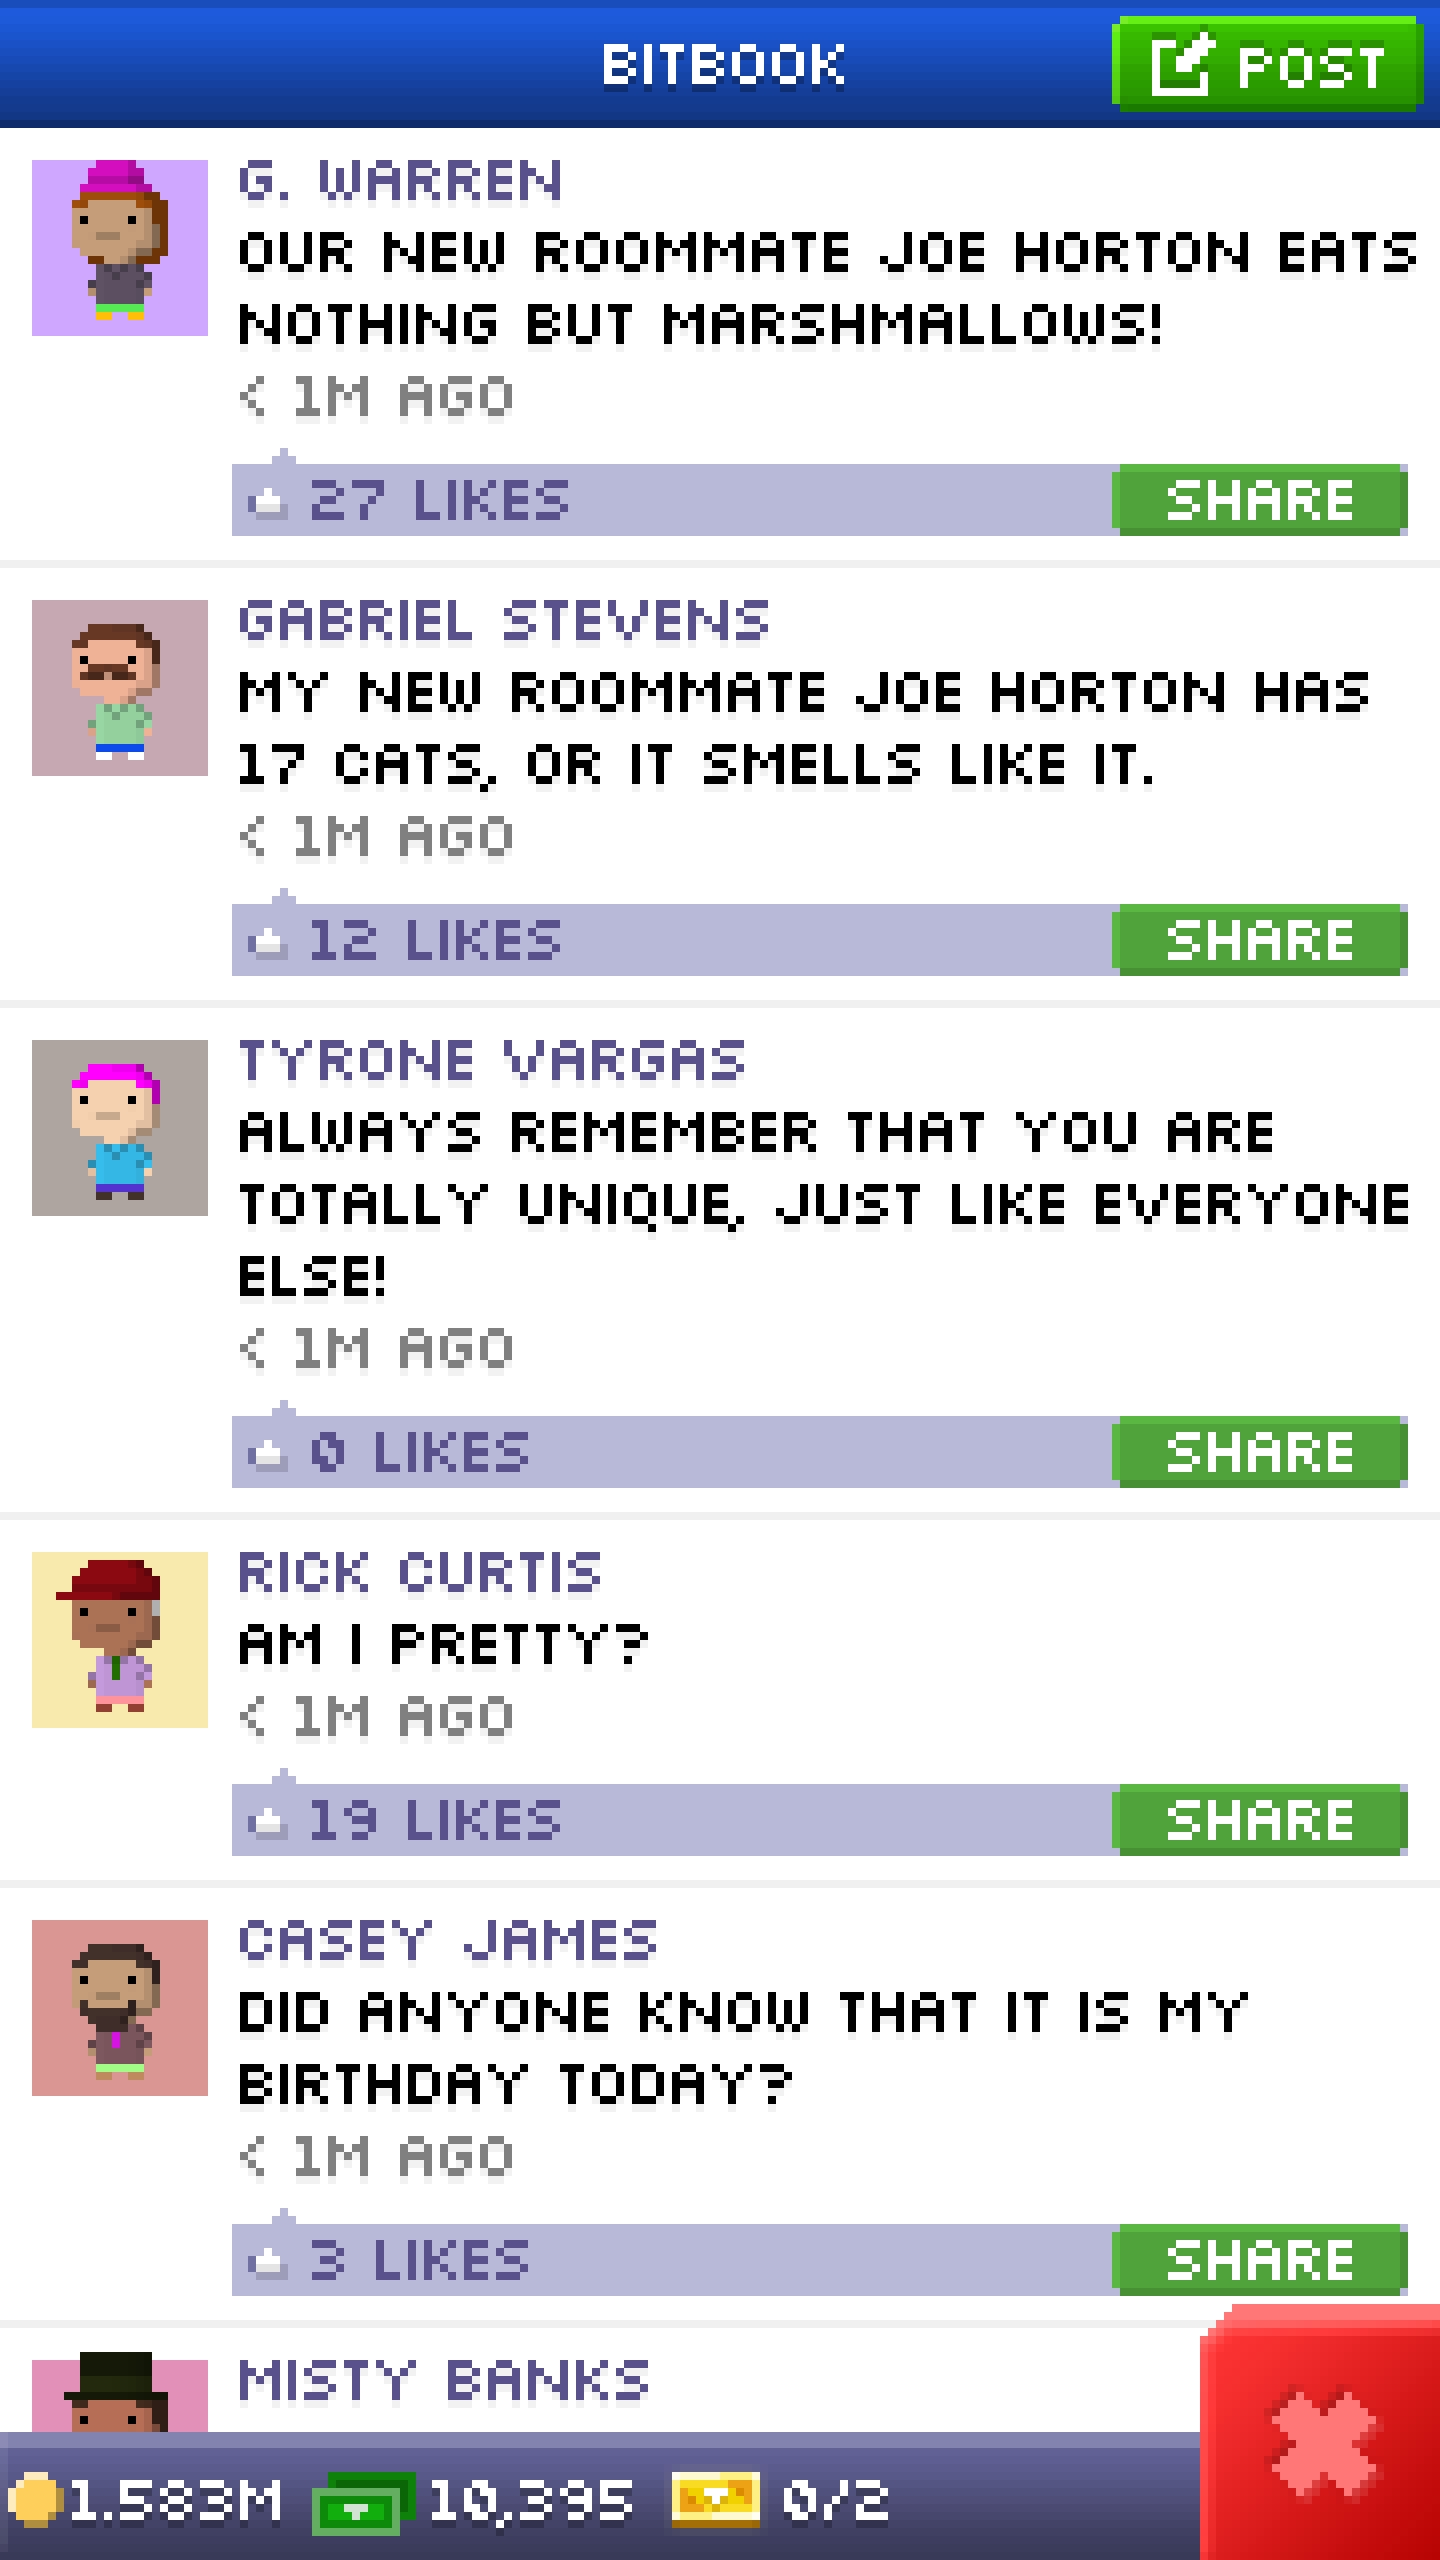 BITBOOK
POST
G. WARREN
OUR NEW ROOMMATE JOE HORTON EATS
NOTHING BUT MARSHMALLOWS!
< 1M AGO
27 LIKES
SHARE
GABRIEL STEVENS
MY NEW ROOMMATE JOE HORTON HAS
17 CATS, OR IT SMELLS LIKE IT.
< 1M AGO
12 LIKES
SHARE
TYRONE VARGAS
ALWAYS REMEMBER THAT YOU ARE
TOTALLY UNIQUE, JUST LIKE EVERYONE
ELSE!
< 1M AGO
0 LIKES
SHARE
RICK CURTIS
AM I PRETTY?
< 1M AGO
19 LIKES
SHARE
CASEY JAMES
DID ANYONE KNOW THAT IT IS MY
BIRTHDAY TODAY?
< 1M AGO
3 LIKES
SHARE
MISTY BANKS
1.583M
10,395
0/2